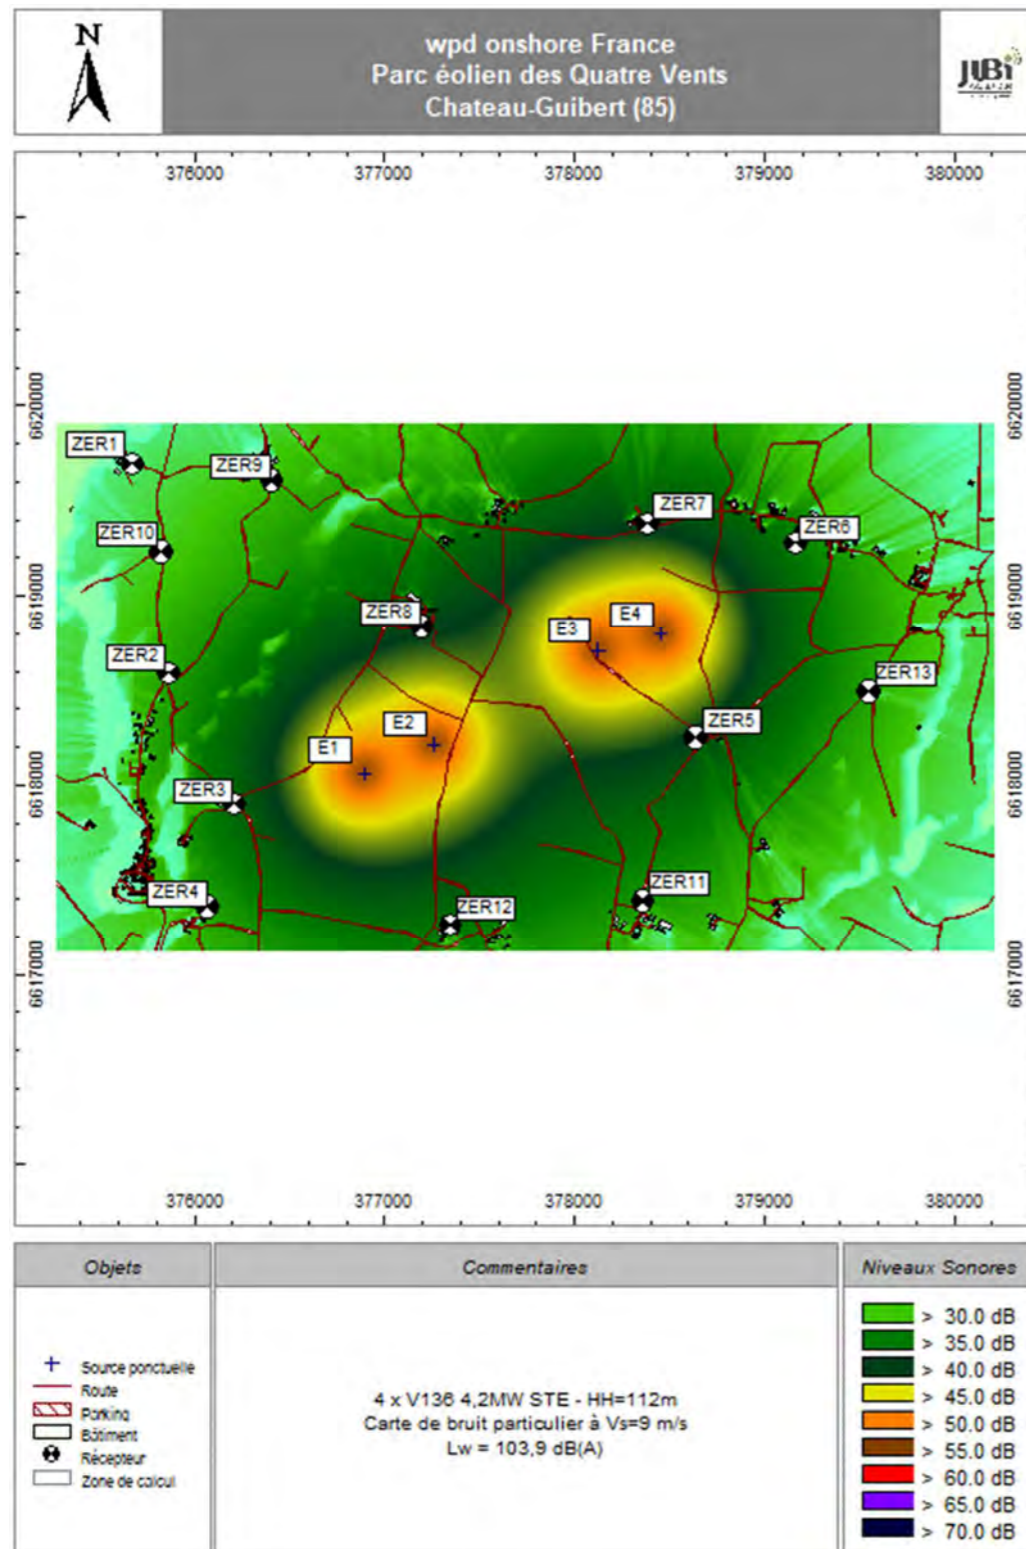 N
wpd onshore France
Parc éolien des Quatre Vents
Chateau-Guibert (85)
JLBi
376000 377000 378000 379000 380000
6620000 6620000
ZER1
ZER9
ZER7
ZER10
ZER6
6619000 6619000
ZER8
E4
E3
ZER2
ZER13
E2
ZER5
E1
6618000 6618000
ZER3
ZER11
ZER4
ZER12
6617000 6617000
376000 377000 378000 379000 380000
Objets
Source ponctuelle
Route
Parking
Bâtiment
Récepteur
Zone de calcul
Commentaires
4 x V136 4,2MW STE - HH=112m
Carte de bruit particulier à Vs=9 m/s
Lw = 103,9 dB(A)
Niveaux Sonores
> 30.0 dB
> 35.0 dB
> 40.0 dB
> 45.0 dB
> 50.0 dB
> 55.0 dB
> 60.0 dB
> 65.0 dB
> 70.0 dB